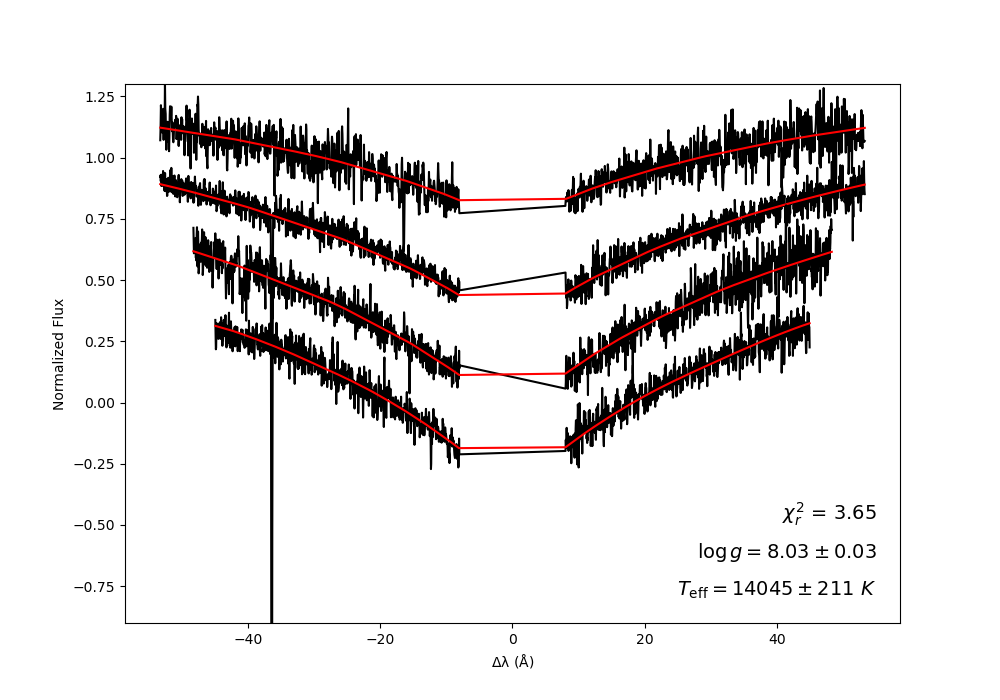 1.25
1.00
0.75
0.50
0.25
0.00
−0.25
−0.50
−0.75
Normalized Flux
−40
−20
0
20
40
Δλ (Å)
χ²ᵣ = 3.65
log g = 8.03 ± 0.03
T_eff = 14045 ± 211 K